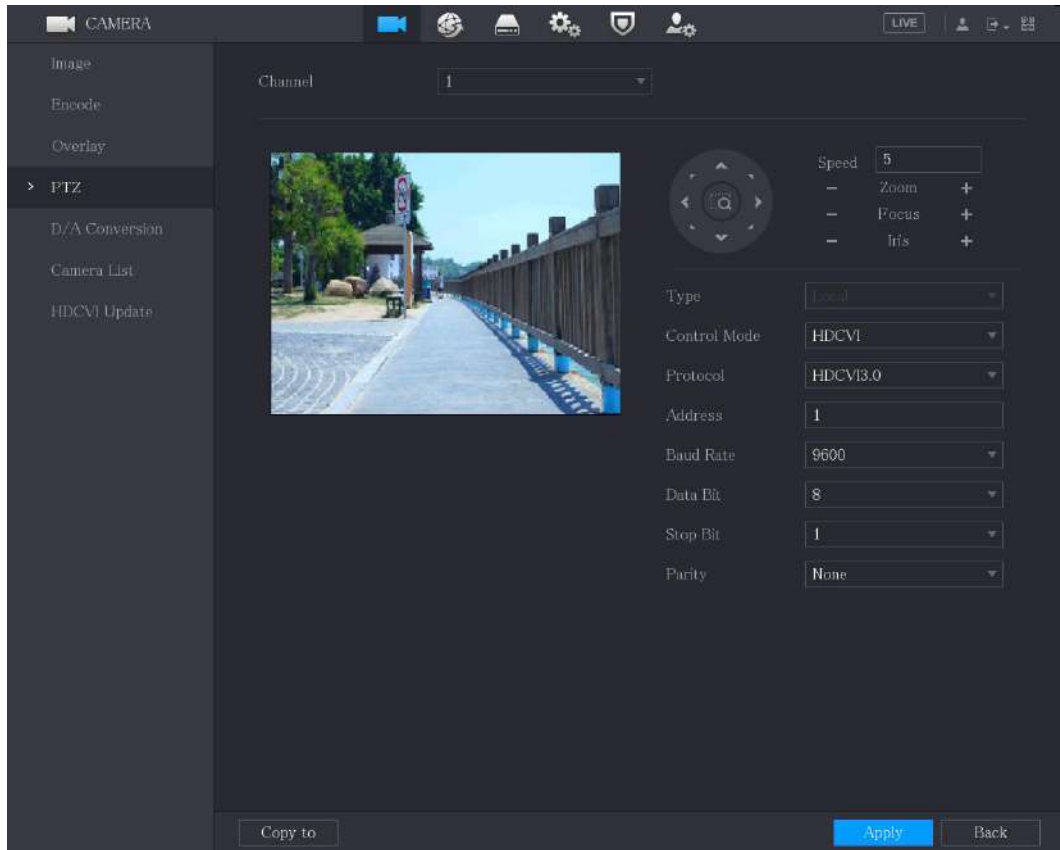 CAMERA
LIVE
Image
Encode
Overlay
> PTZ
D/A Conversion
Camera List
HDCVI Update
Channel 1
Speed 5
− Zoom +
− Focus +
− Iris +
Type Local
Control Mode HDCVI
Protocol HDCVI3.0
Address 1
Baud Rate 9600
Data Bit 8
Stop Bit 1
Parity None
Copy to
Apply
Back